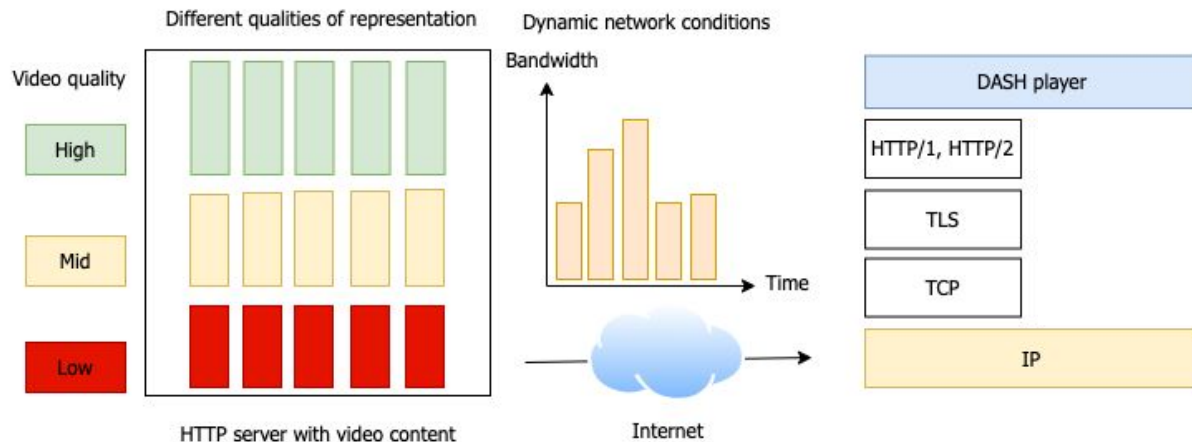 Different qualities of representation
Dynamic network conditions
Video quality
Bandwidth
DASH player
High
HTTP/1, HTTP/2
TLS
Mid
TCP
Time
Low
IP
HTTP server with video content
Internet